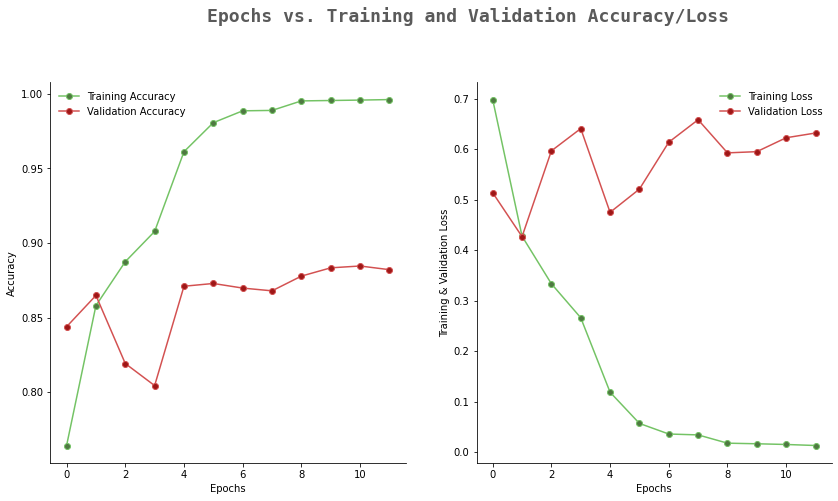 Epochs vs. Training and Validation Accuracy/Loss
Training Accuracy
Validation Accuracy
1.00
0.95
0.90
0.85
0.80
Accuracy
0 2 4 6 8 10
Epochs
Training Loss
Validation Loss
0.7
0.6
0.5
0.4
0.3
0.2
0.1
0.0
Training & Validation Loss
0 2 4 6 8 10
Epochs